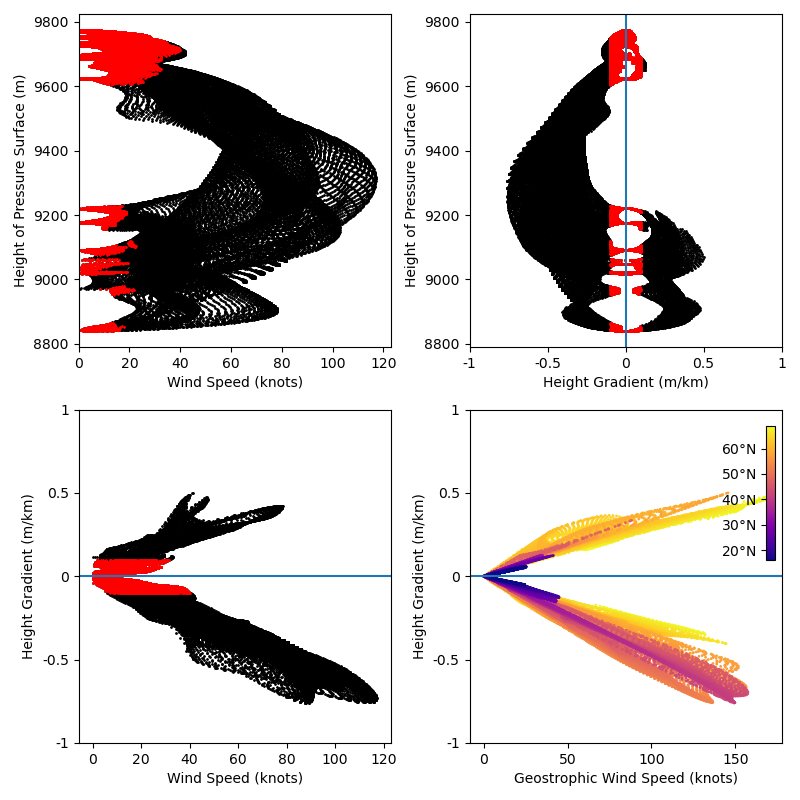 9800
9600
9400
9200
9000
8800
Height of Pressure Surface (m)
0 20 40 60 80 100 120
Wind Speed (knots)
9800
9600
9400
9200
9000
8800
Height of Pressure Surface (m)
-1 -0.5 0 0.5 1
Height Gradient (m/km)
1
0.5
0
-0.5
-1
Height Gradient (m/km)
0 20 40 60 80 100 120
Wind Speed (knots)
1
0.5
0
-0.5
-1
Height Gradient (m/km)
60°N
50°N
40°N
30°N
20°N
0 50 100 150
Geostrophic Wind Speed (knots)